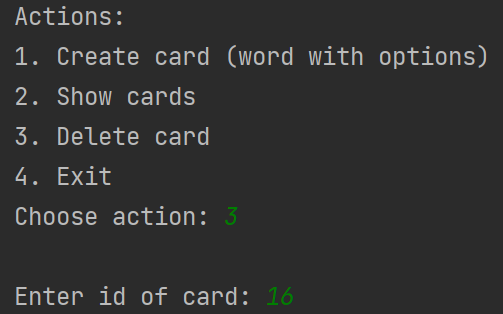 Actions:
1. Create card (word with options)
2. Show cards
3. Delete card
4. Exit
Choose action: 3
Enter id of card: 16